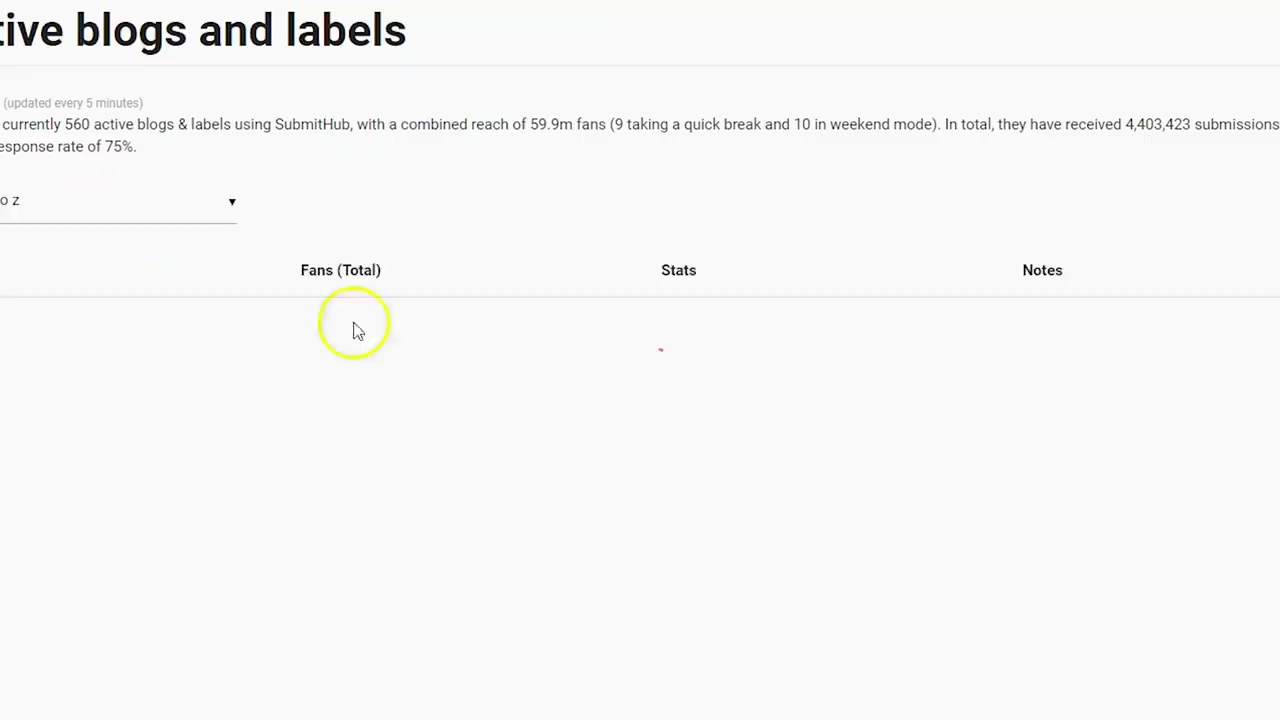 tive blogs and labels
(updated every 5 minutes)
currently 560 active blogs & labels using SubmitHub, with a combined reach of 59.9m fans (9 taking a quick break and 10 in weekend mode). In total, they have received 4,403,423 submissions
esponse rate of 75%.
o z
Fans (Total) Stats Notes